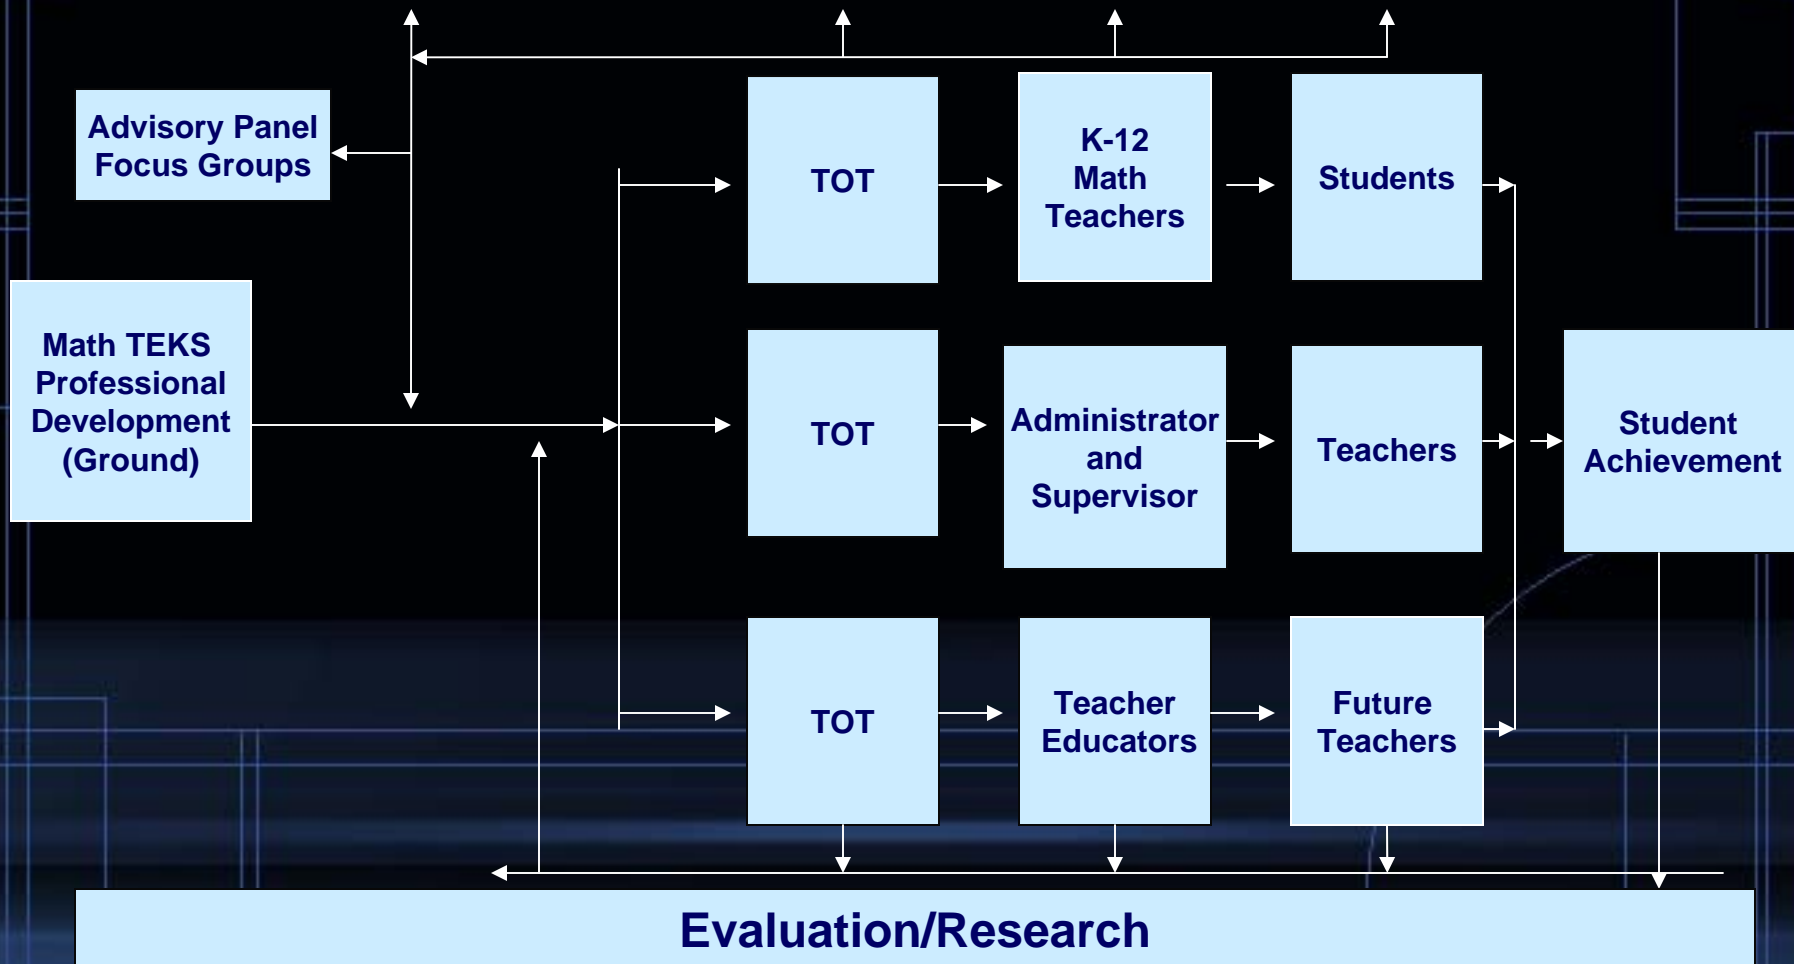 Advisory Panel
Focus Groups
TOT
K-12
Math
Teachers
Students
Math TEKS
Professional
Development
(Ground)
TOT
Administrator
and
Supervisor
Teachers
Student
Achievement
TOT
Teacher
Educators
Future
Teachers
Evaluation/Research